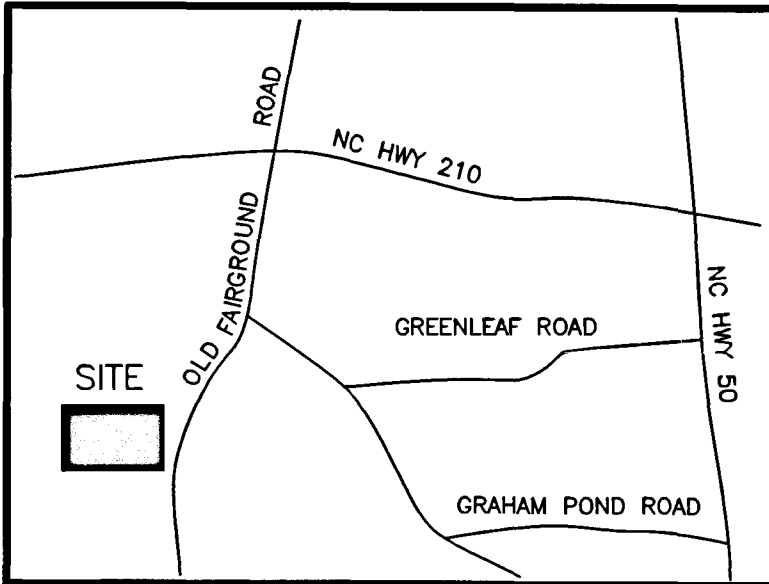 ROAD
NC HWY 210
OLD FAIRGROUND
NC HWY 50
GREENLEAF ROAD
SITE
GRAHAM POND ROAD